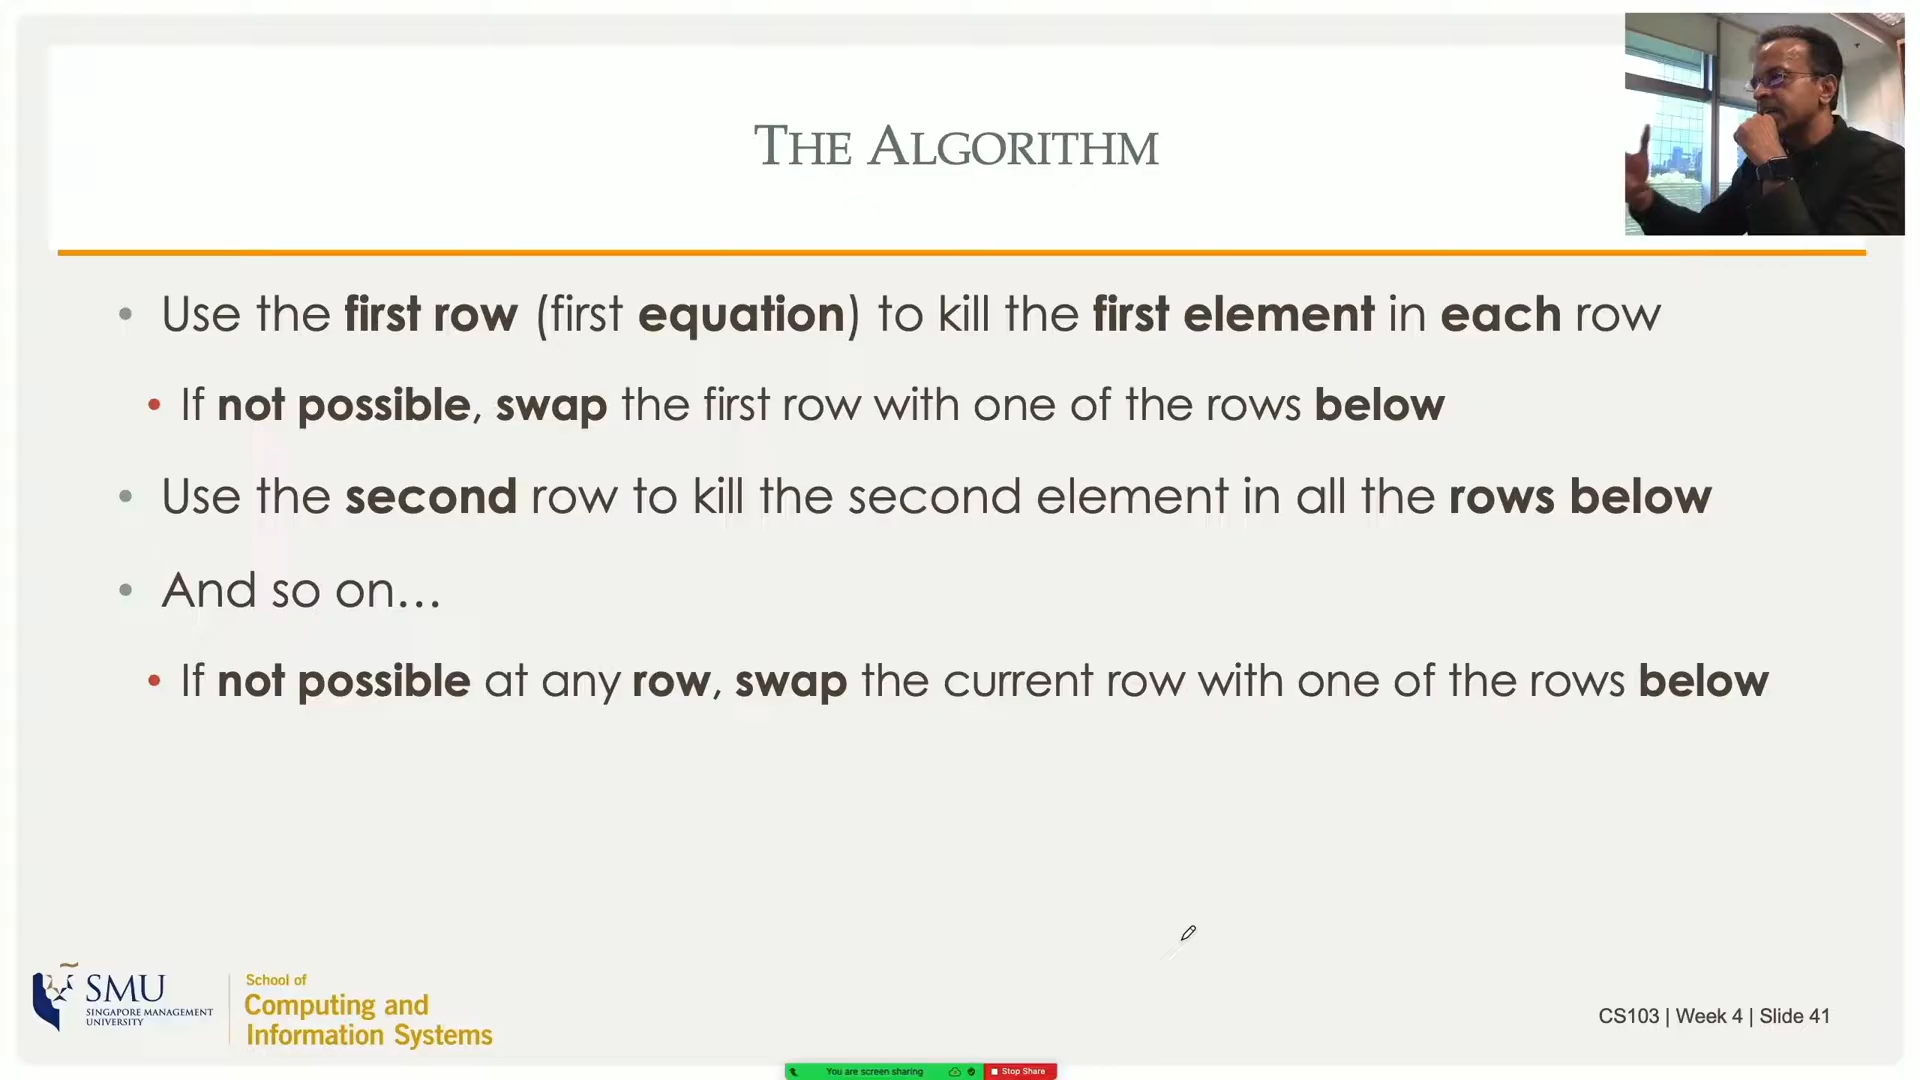 THE ALGORITHM
• Use the first row (first equation) to kill the first element in each row
• If not possible, swap the first row with one of the rows below
• Use the second row to kill the second element in all the rows below
• And so on…
• If not possible at any row, swap the current row with one of the rows below
SMU
SINGAPORE MANAGEMENT
UNIVERSITY
School of
Computing and
Information Systems
CS103 | Week 4 | Slide 41
You are screen sharing
Stop Share